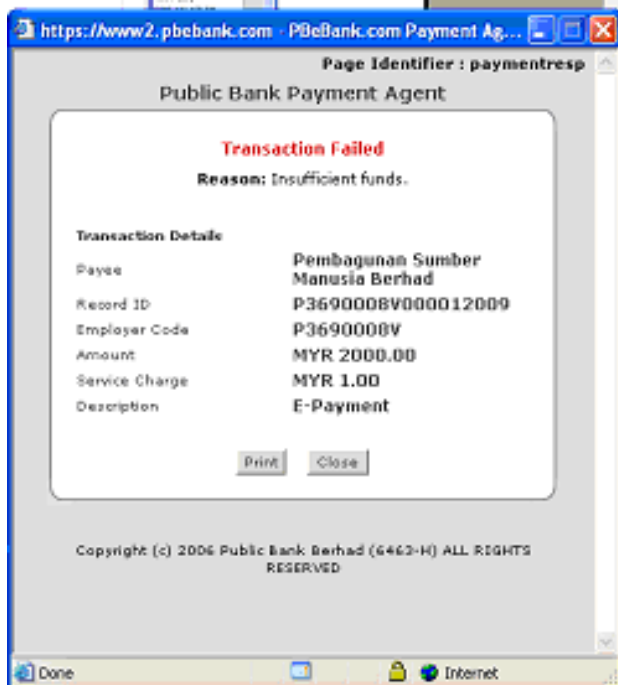 https://www2.pbebank.com - PBeBank.com Payment Ag...
Page Identifier : paymentresp
Public Bank Payment Agent
Transaction Failed
Reason: Insufficient funds.
Transaction Details
Payee Pembagunan Sumber
Manusia Berhad
Record ID P3690008V000012009
Employer Code P3690008V
Amount MYR 2000.00
Service Charge MYR 1.00
Description E-Payment
Print Close
Copyright (c) 2006 Public Bank Berhad (6463-H) ALL RIGHTS
RESERVED
Done Internet